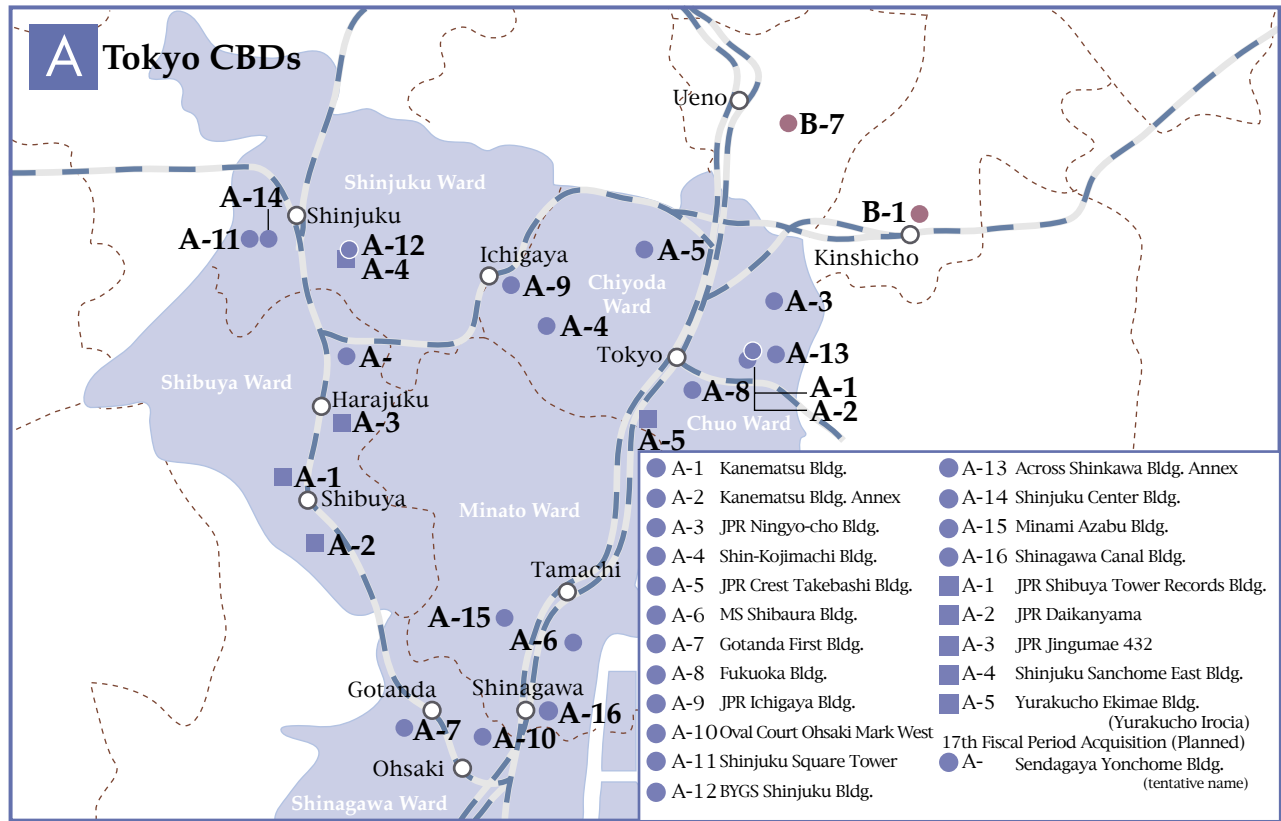 A Tokyo CBDs
Ueno
B-7
Shinjuku Ward
A-14
Shinjuku
B-1
A-11
A-12
A-5
Kinshicho
A-4
Ichigaya
A-9
Chiyoda
Ward
A-3
A-4
Tokyo
A-13
A-
Shibuya Ward
A-8
A-1
A-2
Harajuku
A-3
Chuo Ward
A-5
A-1
Shibuya
Minato Ward
A-2
Tamachi
A-15
A-6
Gotanda
Shinagawa
A-16
A-7
A-10
Ohsaki
Shinagawa Ward
A-1 Kanematsu Bldg.
A-2 Kanematsu Bldg. Annex
A-3 JPR Ningyo-cho Bldg.
A-4 Shin-Kojimachi Bldg.
A-5 JPR Crest Takebashi Bldg.
A-6 MS Shibaura Bldg.
A-7 Gotanda First Bldg.
A-8 Fukuoka Bldg.
A-9 JPR Ichigaya Bldg.
A-10 Oval Court Ohsaki Mark West
A-11 Shinjuku Square Tower
A-12 BYGS Shinjuku Bldg.
A-13 Across Shinkawa Bldg. Annex
A-14 Shinjuku Center Bldg.
A-15 Minami Azabu Bldg.
A-16 Shinagawa Canal Bldg.
A-1 JPR Shibuya Tower Records Bldg.
A-2 JPR Daikanyama
A-3 JPR Jingumae 432
A-4 Shinjuku Sanchome East Bldg.
A-5 Yurakucho Ekimae Bldg.
(Yurakucho Irocia)
17th Fiscal Period Acquisition (Planned)
A- Sendagaya Yonchome Bldg.
(tentative name)